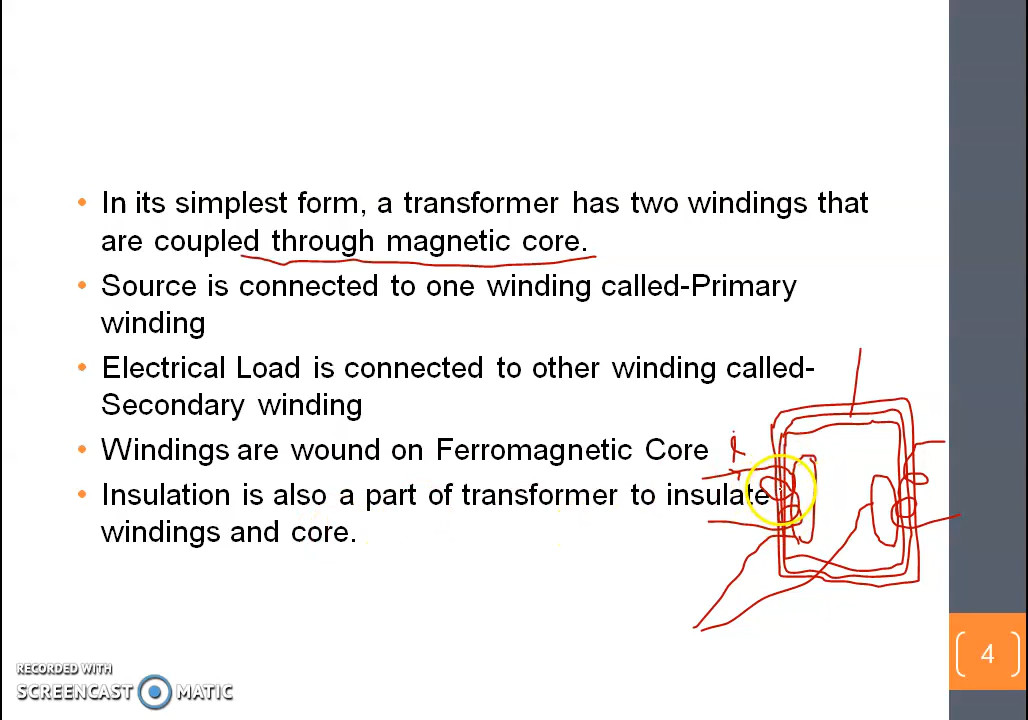 • In its simplest form, a transformer has two windings that
are coupled through magnetic core.
• Source is connected to one winding called-Primary
winding
• Electrical Load is connected to other winding called-
Secondary winding
• Windings are wound on Ferromagnetic Core
• Insulation is also a part of transformer to insulate
windings and core.
4
RECORDED WITH
SCREENCAST MATIC